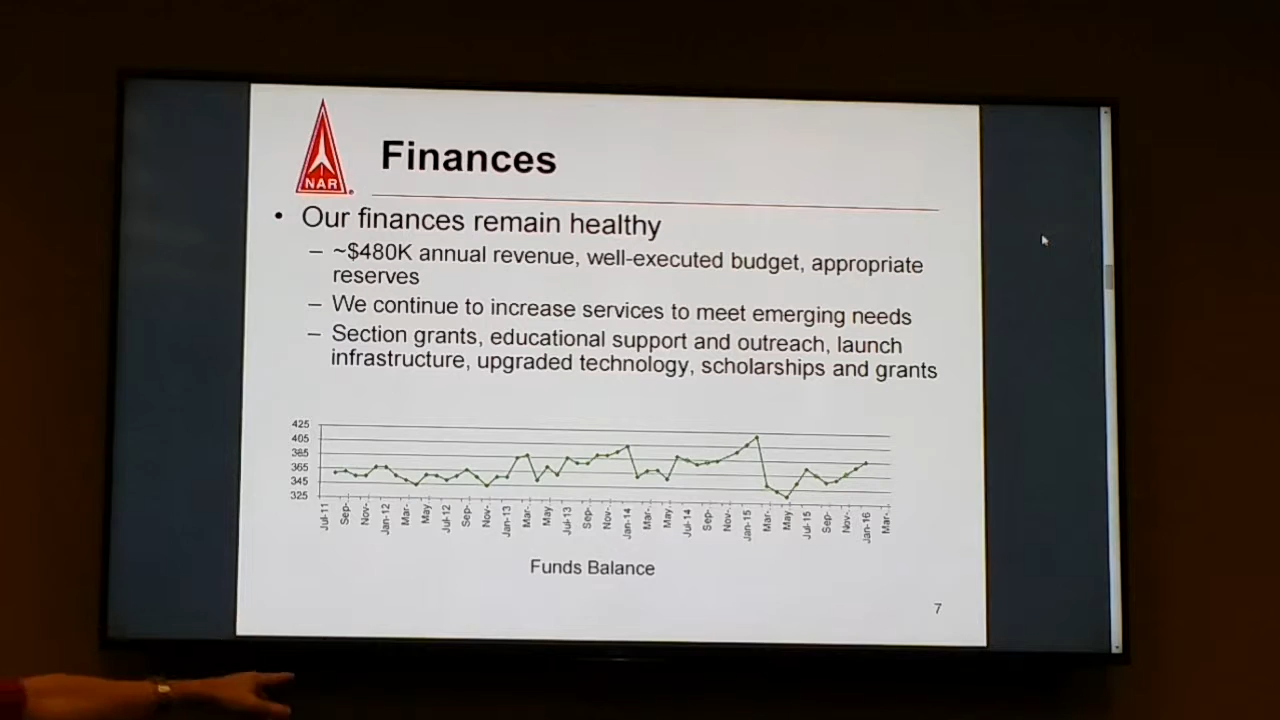 NAR
Finances
• Our finances remain healthy
– ~$480K annual revenue, well-executed budget, appropriate
reserves
– We continue to increase services to meet emerging needs
– Section grants, educational support and outreach, launch
infrastructure, upgraded technology, scholarships and grants
425
405
385
365
345
325
Jul-11 Sep- Nov- Jan-12 Mar- May Jul-12 Sep- Nov- Jan-13 Mar- May Jul-13 Sep- Nov- Jan-14 Mar- May Jul-14 Sep- Nov- Jan-15 Mar- May Jul-15 Sep- Nov- Jan-16 Mar-
Funds Balance
7